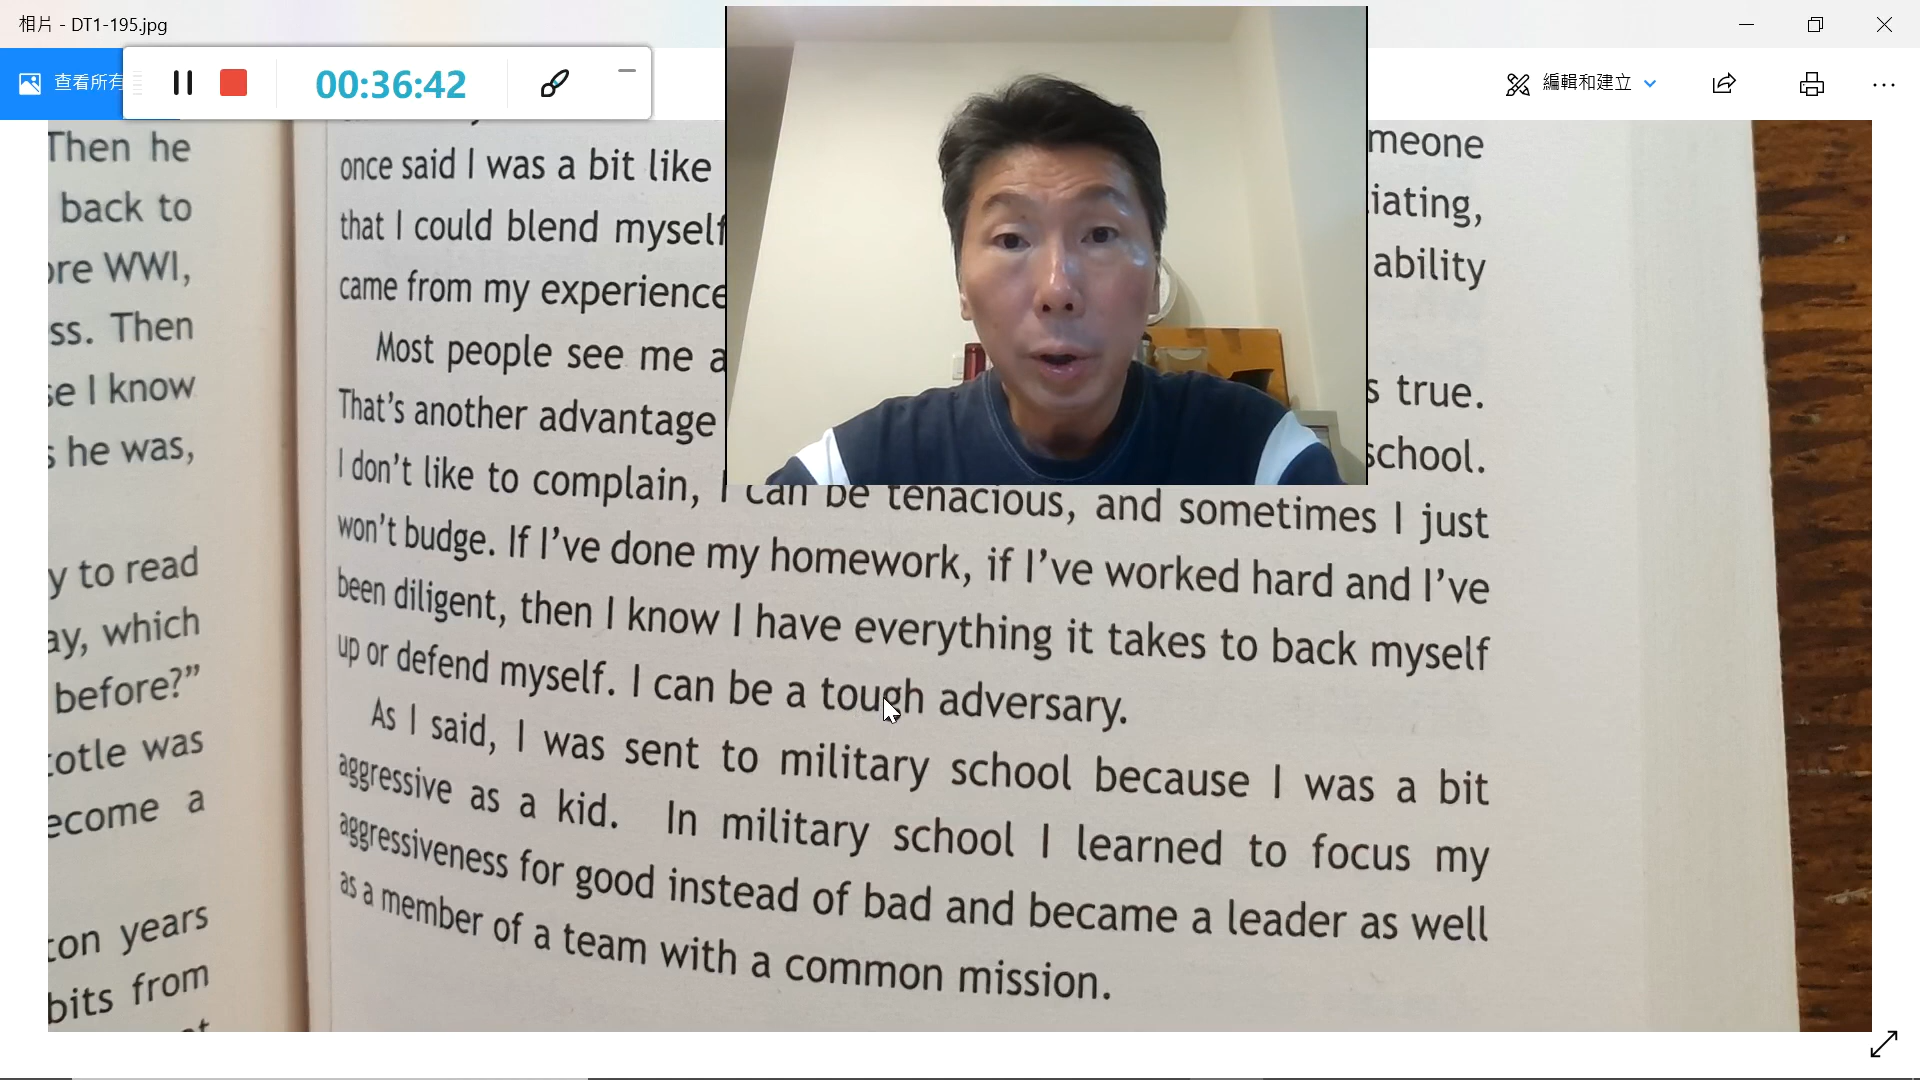 相片 - DT1-195.jpg
查看所有
00:36:42
編輯和建立
Then he
back to
ore WWI,
ss. Then
se I know
s he was,
y to read
ay, which
before?”
totle was
ecome a
ton years
bits from
once said I was a bit like
meone
that I could blend myself
iating,
came from my experience
ability
Most people see me a
s true.
That’s another advantage
school.
I don’t like to complain, I can be tenacious, and sometimes I just
won’t budge. If I’ve done my homework, if I’ve worked hard and I’ve
been diligent, then I know I have everything it takes to back myself
up or defend myself. I can be a tough adversary.
As I said, I was sent to military school because I was a bit
aggressive as a kid. In military school I learned to focus my
aggressiveness for good instead of bad and became a leader as well
as a member of a team with a common mission.